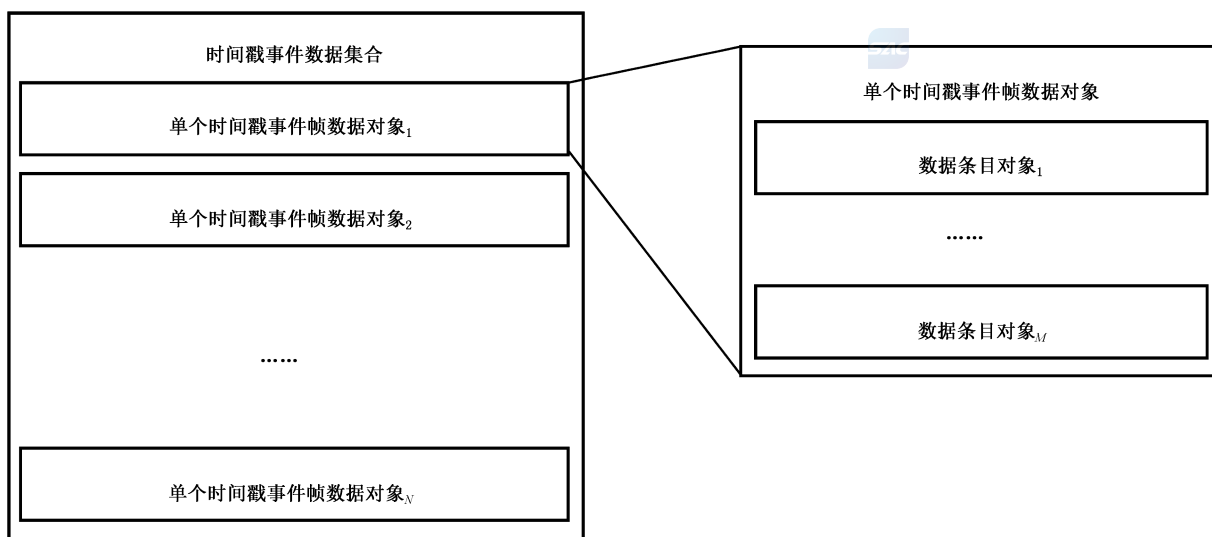 时间戳事件数据集合
单个时间戳事件帧数据对象1
单个时间戳事件帧数据对象2
……
单个时间戳事件帧数据对象N
SAC
单个时间戳事件帧数据对象
数据条目对象1
……
数据条目对象M